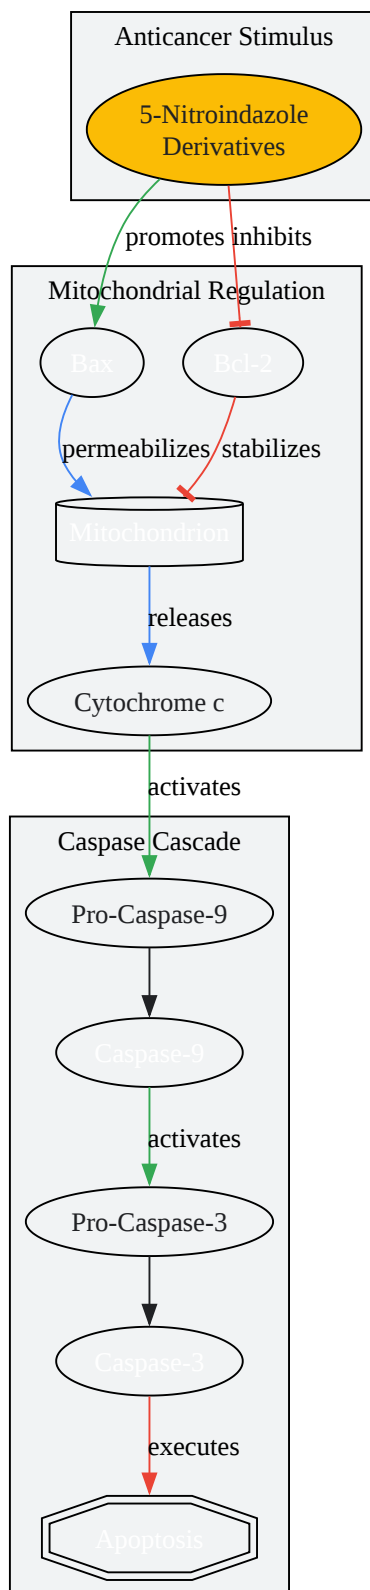 Anticancer Stimulus
5-Nitroindazole
Derivatives
promotes
inhibits
Mitochondrial Regulation
Bax
Bcl-2
permeabilizes
stabilizes
Mitochondrion
releases
Cytochrome c
activates
Caspase Cascade
Pro-Caspase-9
Caspase-9
activates
Pro-Caspase-3
Caspase-3
executes
Apoptosis